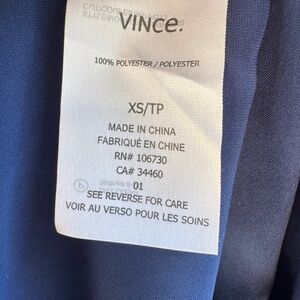 VINCE.
100% POLYESTER / POLYESTER
XS/TP
MADE IN CHINA
FABRIQUÉ EN CHINE
RN# 106730
CA# 34460
01
SEE REVERSE FOR CARE
VOIR AU VERSO POUR LES SOINS